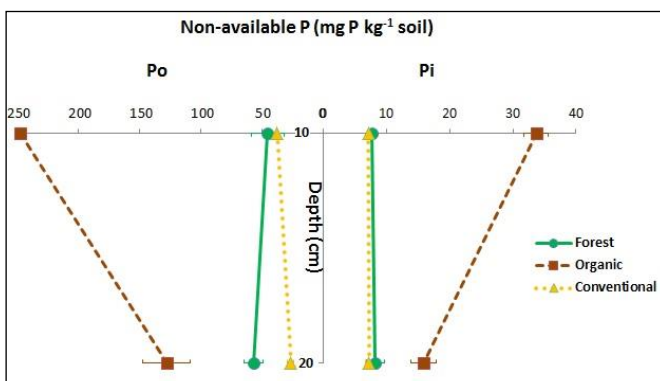 Non-available P (mg P kg-1 soil)
Po Pi
250 200 150 100 50 0 10 20 30 40
10
Depth (cm)
20
Forest
Organic
Conventional